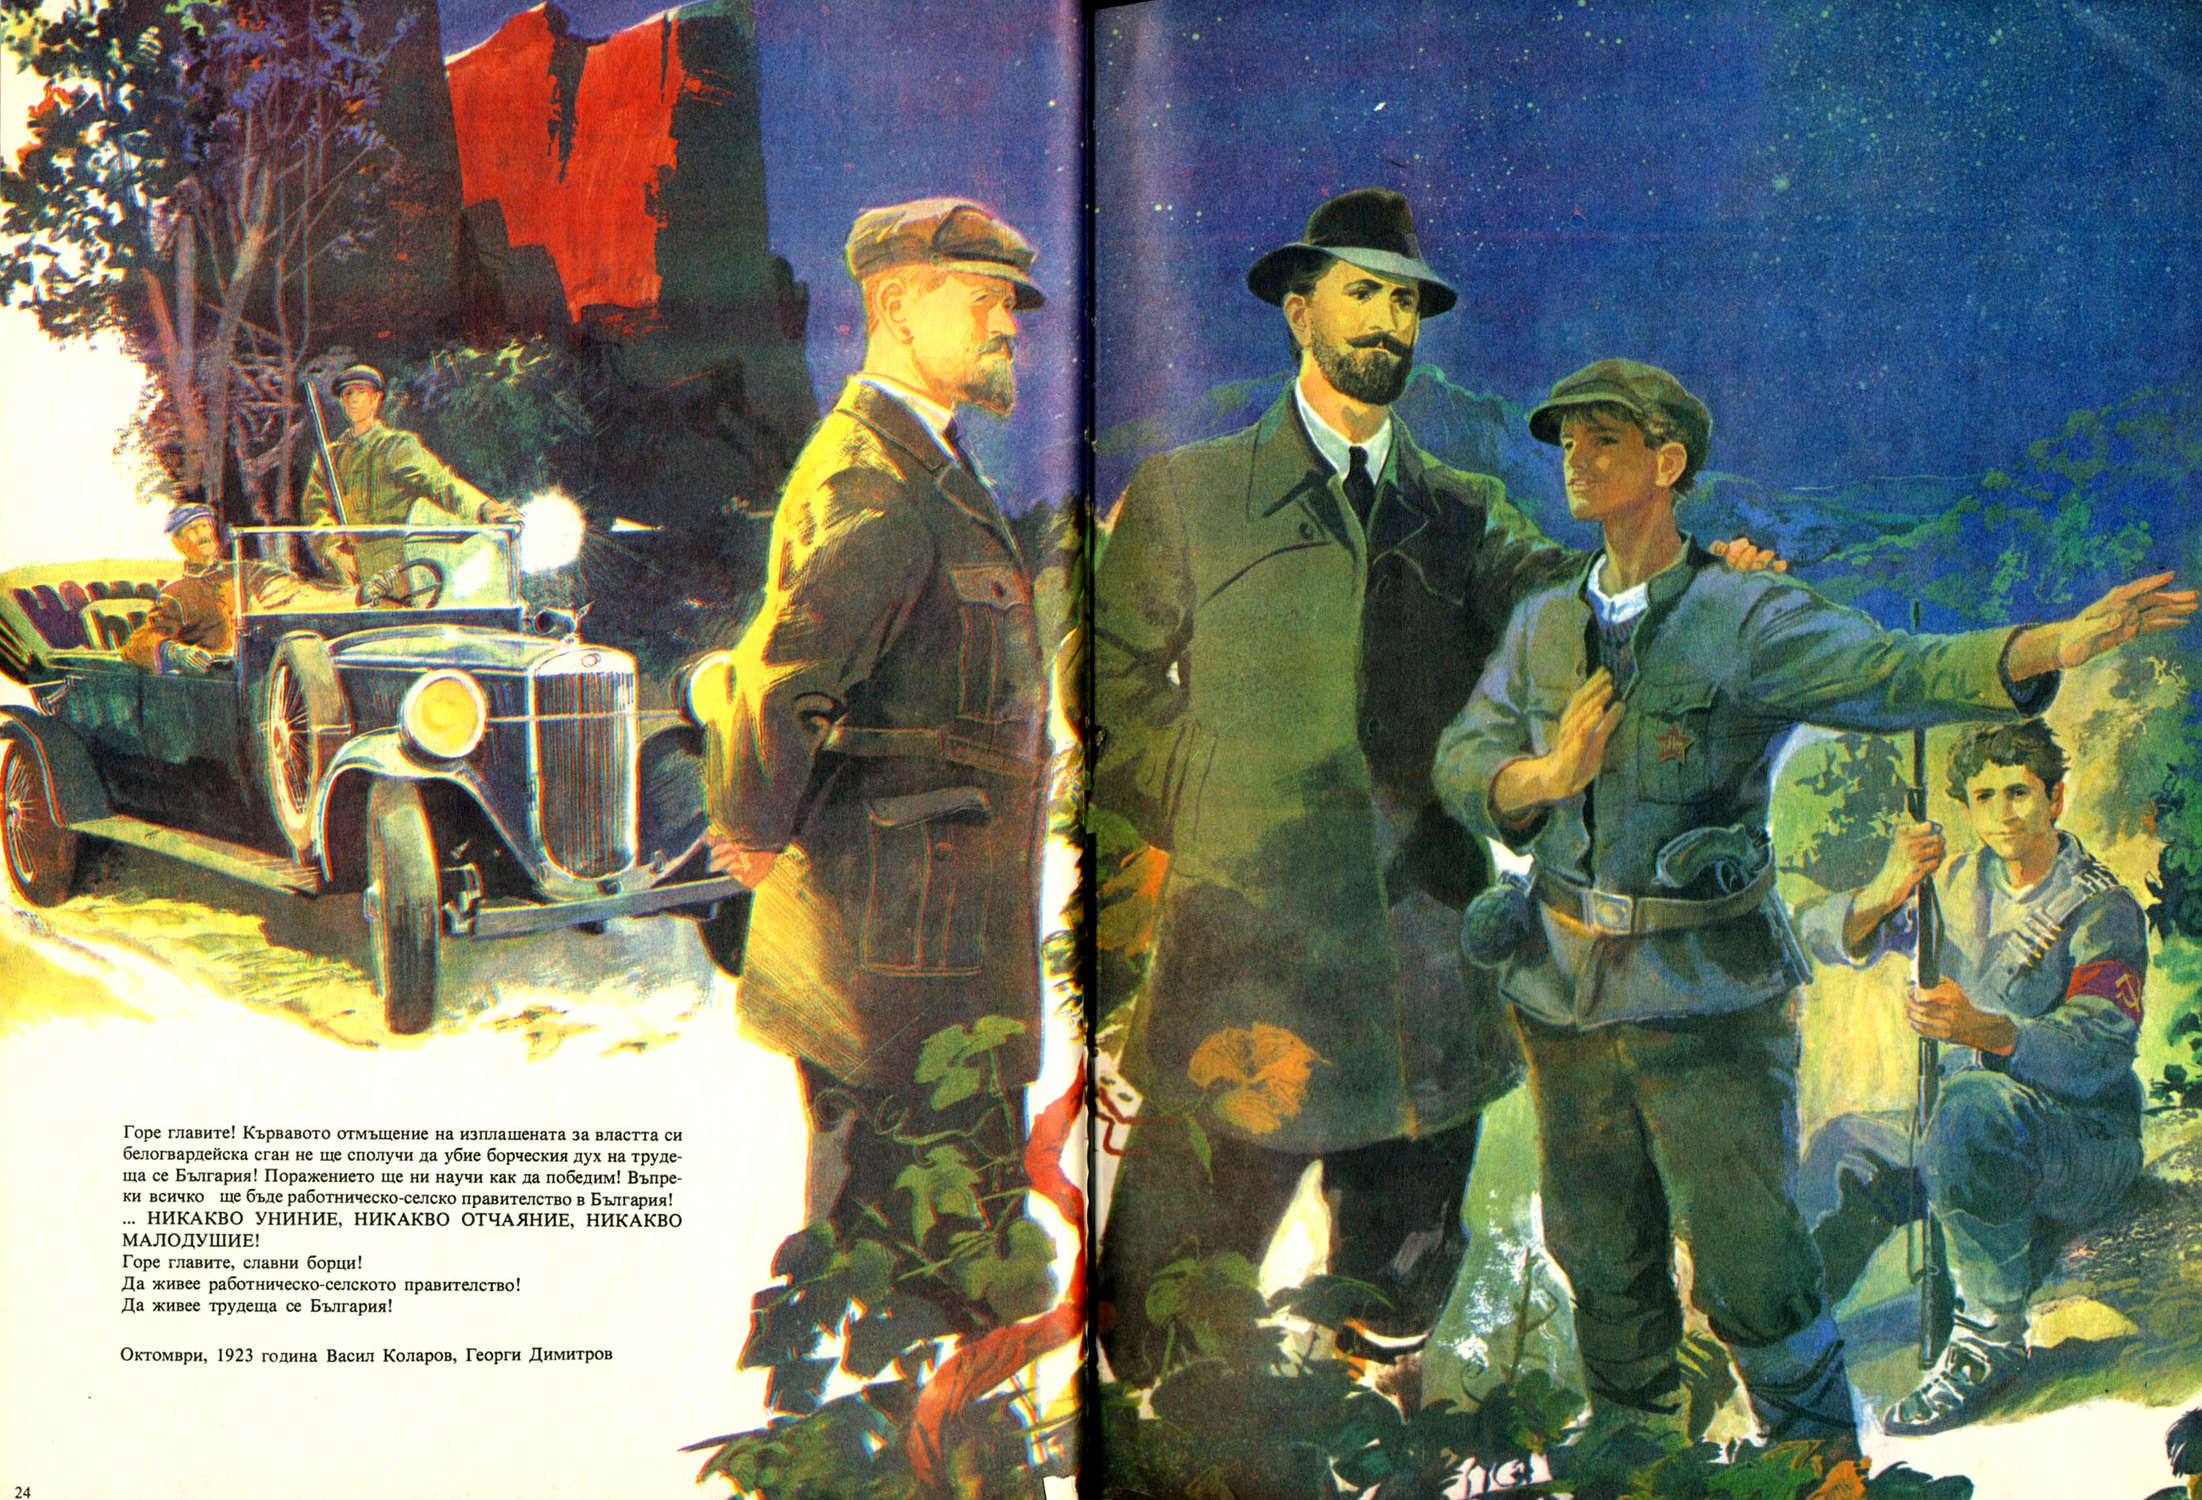 Горе главите! Кървавото отмъщение на изплашената за властта си
белогвардейска сган не ще сполучи да убие борческия дух на труде-
ща се България! Поражението ще ни научи как да победим! Въпре-
ки всичко ще бъде работническо-селско правителство в България!
... НИКАКВО УНИНИЕ, НИКАКВО ОТЧАЯНИЕ, НИКАКВО
МАЛОДУШИЕ!
Горе главите, славни борци!
Да живее работническо-селското правителство!
Да живее трудеща се България!
Октомври, 1923 година Васил Коларов, Георги Димитров
24